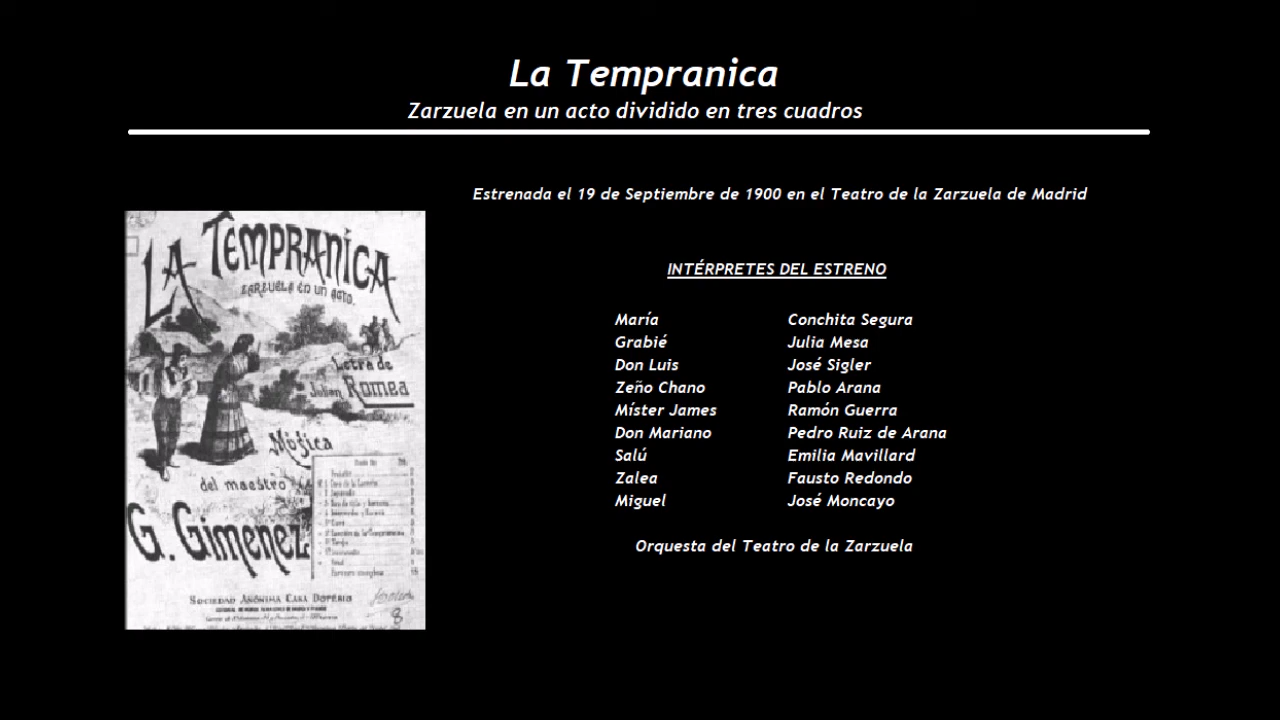 La Tempranica
Zarzuela en un acto dividido en tres cuadros
Estrenada el 19 de Septiembre de 1900 en el Teatro de la Zarzuela de Madrid
INTÉRPRETES DEL ESTRENO
María Conchita Segura
Grabié Julia Mesa
Don Luis José Sigler
Zeño Chano Pablo Arana
Míster James Ramón Guerra
Don Mariano Pedro Ruiz de Arana
Salú Emilia Mavillard
Zalea Fausto Redondo
Miguel José Moncayo
Orquesta del Teatro de la Zarzuela
LA TEMPRANICA
ZARZUELA EN UN ACTO.
Letra de
Julian Romea
Música
del maestro
G. Gimenez
SOCIEDAD ANÓNIMA CASA DOTÉSIO
8